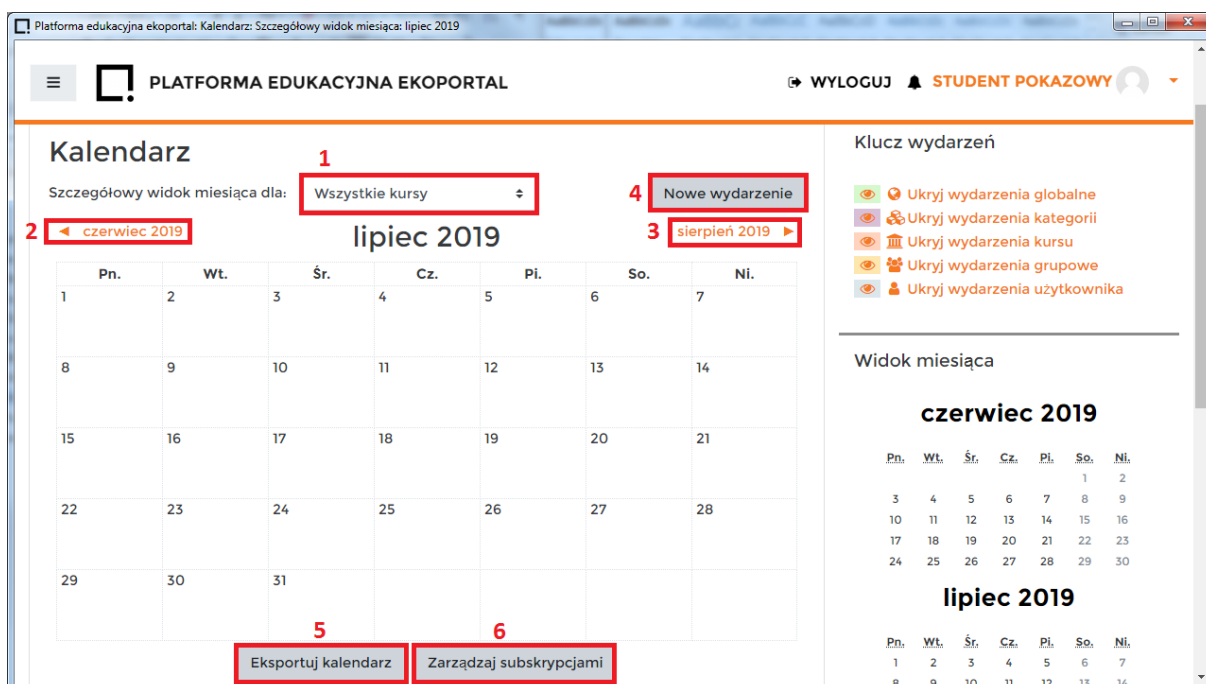 Platforma edukacyjna ekoportal: Kalendarz: Szczegółowy widok miesiąca: lipiec 2019
PLATFORMA EDUKACYJNA EKOPORTAL
WYLOGUJ STUDENT POKAZOWY
Kalendarz
1
Szczegółowy widok miesiąca dla: Wszystkie kursy 4 Nowe wydarzenie
2 czerwiec 2019 lipiec 2019 3 sierpień 2019
Pn. Wt. Śr. Cz. Pi. So. Ni.
1 2 3 4 5 6 7
8 9 10 11 12 13 14
15 16 17 18 19 20 21
22 23 24 25 26 27 28
29 30 31
5 6
Eksportuj kalendarz Zarządzaj subskrypcjami
Klucz wydarzeń
Ukryj wydarzenia globalne
Ukryj wydarzenia kategorii
Ukryj wydarzenia kursu
Ukryj wydarzenia grupowe
Ukryj wydarzenia użytkownika
Widok miesiąca
czerwiec 2019
Pn. Wt. Śr. Cz. Pi. So. Ni.
1 2
3 4 5 6 7 8 9
10 11 12 13 14 15 16
17 18 19 20 21 22 23
24 25 26 27 28 29 30
lipiec 2019
Pn. Wt. Śr. Cz. Pi. So. Ni.
1 2 3 4 5 6 7
8 9 10 11 12 13 14